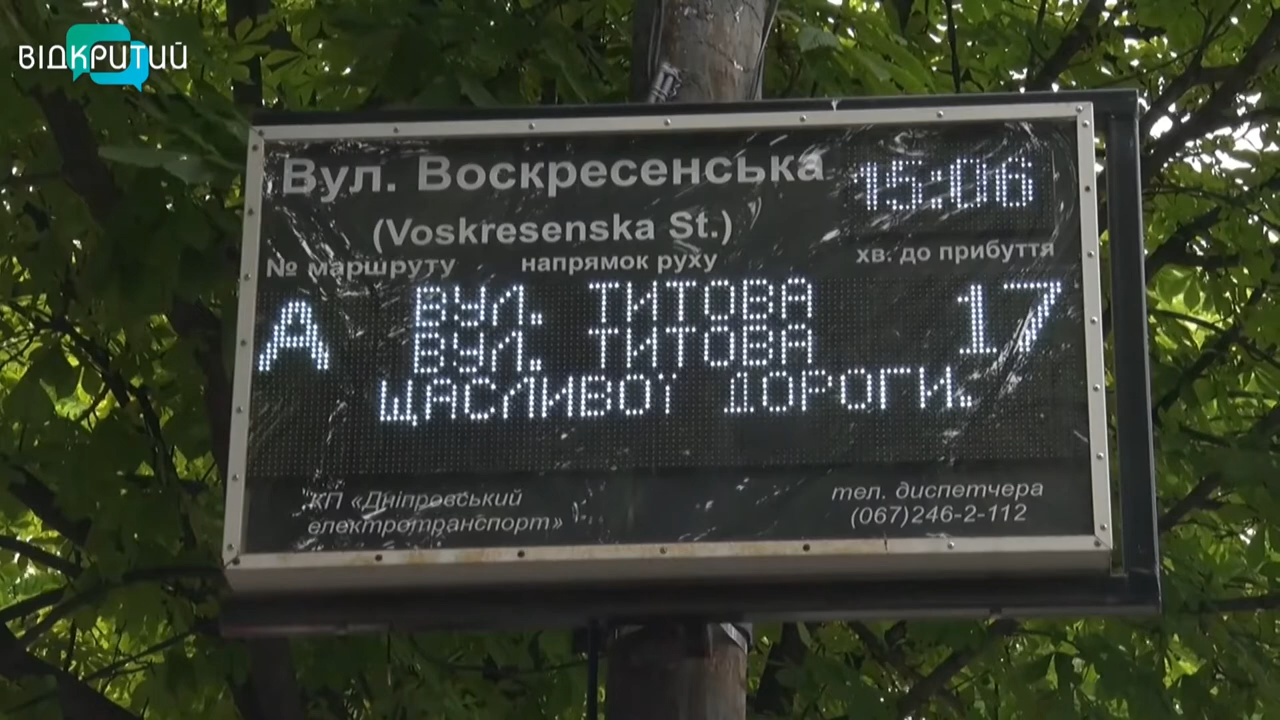 ВІДКРИТИЙ
Вул. Воскресенська
15:06
(Voskresenska St.)
№ маршруту напрямок руху хв. до прибуття
А ВУЛ. ТИТОВА 17
ВУЛ. ТИТОВА
ЩАСЛИВОЇ ДОРОГИ.
КП «Дніпровський
електротранспорт»
тел. диспетчера
(067)246-2-112